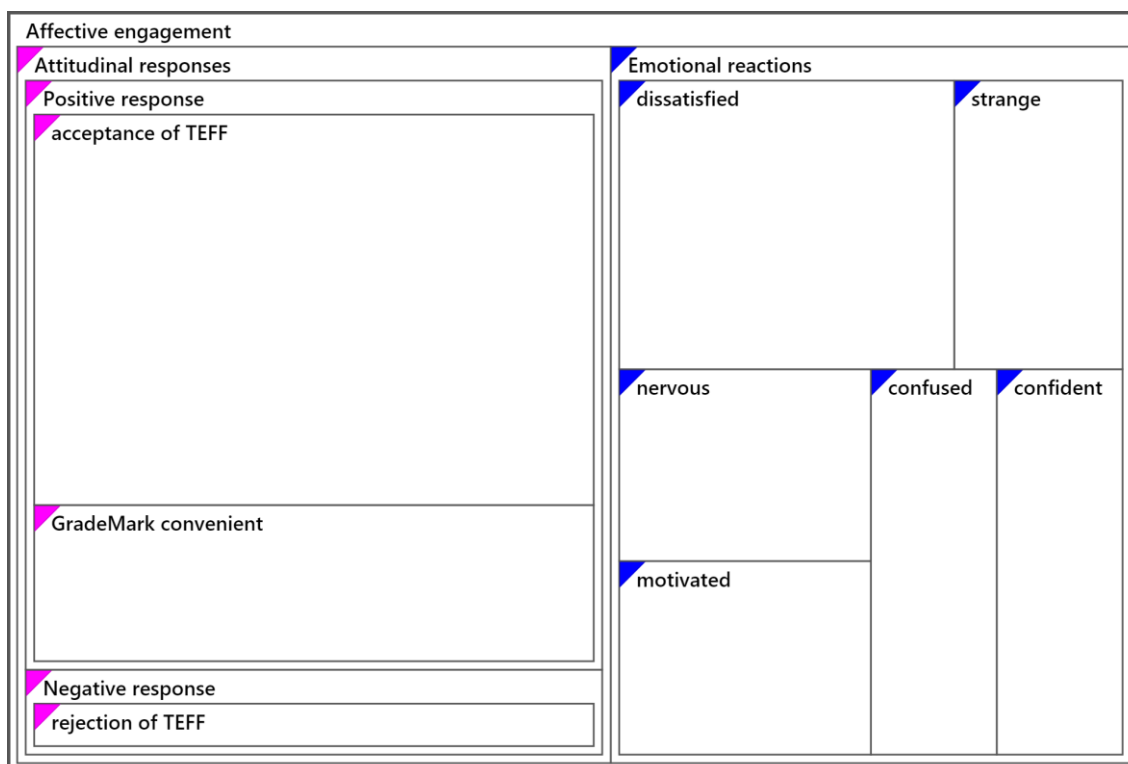 Affective engagement
Attitudinal responses
Positive response
acceptance of TEFF
GradeMark convenient
Negative response
rejection of TEFF
Emotional reactions
dissatisfied
strange
nervous
confused
confident
motivated